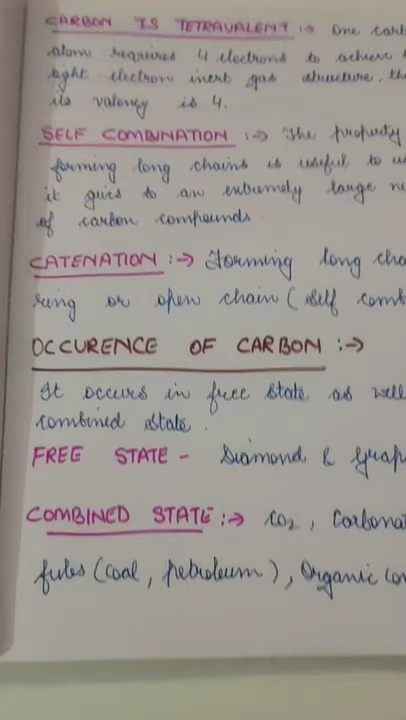 CARBON IS TETRAVALENT :→ One carb
atom requires 4 electrons to achieve
eight electron inert gas structure, th
its valency is 4.
SELF COMBINATION :→ The property
forming long chains is useful to u
it gives to an extremely large n
of carbon compounds.
CATENATION :→ Forming long cha
ring or open chain (self comb
OCCURENCE OF CARBON :→
It occurs in free state as well
combined state.
FREE STATE - Diamond & grap
COMBINED STATE :→ CO2, Carbona
fules (coal, petroleum), Organic co